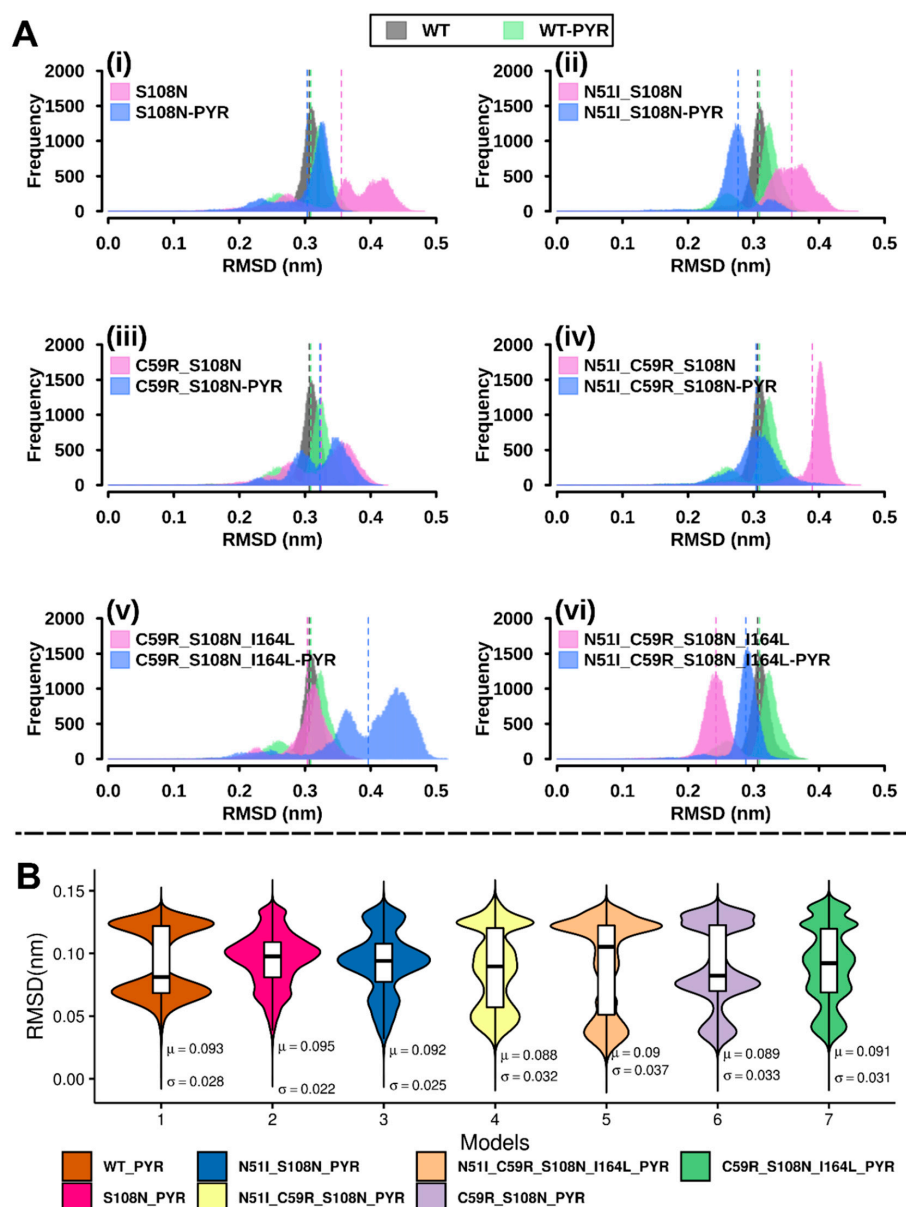 A
WT WT-PYR
(i)
S108N
S108N-PYR
Frequency
2000
1500
1000
500
0
0.0 0.1 0.2 0.3 0.4 0.5
RMSD (nm)
(ii)
N51I_S108N
N51I_S108N-PYR
Frequency
2000
1500
1000
500
0
0.0 0.1 0.2 0.3 0.4 0.5
RMSD (nm)
(iii)
C59R_S108N
C59R_S108N-PYR
Frequency
2000
1500
1000
500
0
0.0 0.1 0.2 0.3 0.4 0.5
RMSD (nm)
(iv)
N51I_C59R_S108N
N51I_C59R_S108N-PYR
Frequency
2000
1500
1000
500
0
0.0 0.1 0.2 0.3 0.4 0.5
RMSD (nm)
(v)
C59R_S108N_I164L
C59R_S108N_I164L-PYR
Frequency
2000
1500
1000
500
0
0.0 0.1 0.2 0.3 0.4 0.5
RMSD (nm)
(vi)
N51I_C59R_S108N_I164L
N51I_C59R_S108N_I164L-PYR
Frequency
2000
1500
1000
500
0
0.0 0.1 0.2 0.3 0.4 0.5
RMSD (nm)
B
RMSD(nm)
0.15
0.10
0.05
0.00
μ = 0.093
σ = 0.028
μ = 0.095
σ = 0.022
μ = 0.092
σ = 0.025
μ = 0.088
σ = 0.032
μ = 0.09
σ = 0.037
μ = 0.089
σ = 0.033
μ = 0.091
σ = 0.031
1 2 3 4 5 6 7
Models
WT_PYR N51I_S108N_PYR N51I_C59R_S108N_I164L_PYR C59R_S108N_I164L_PYR
S108N_PYR N51I_C59R_S108N_PYR C59R_S108N_PYR